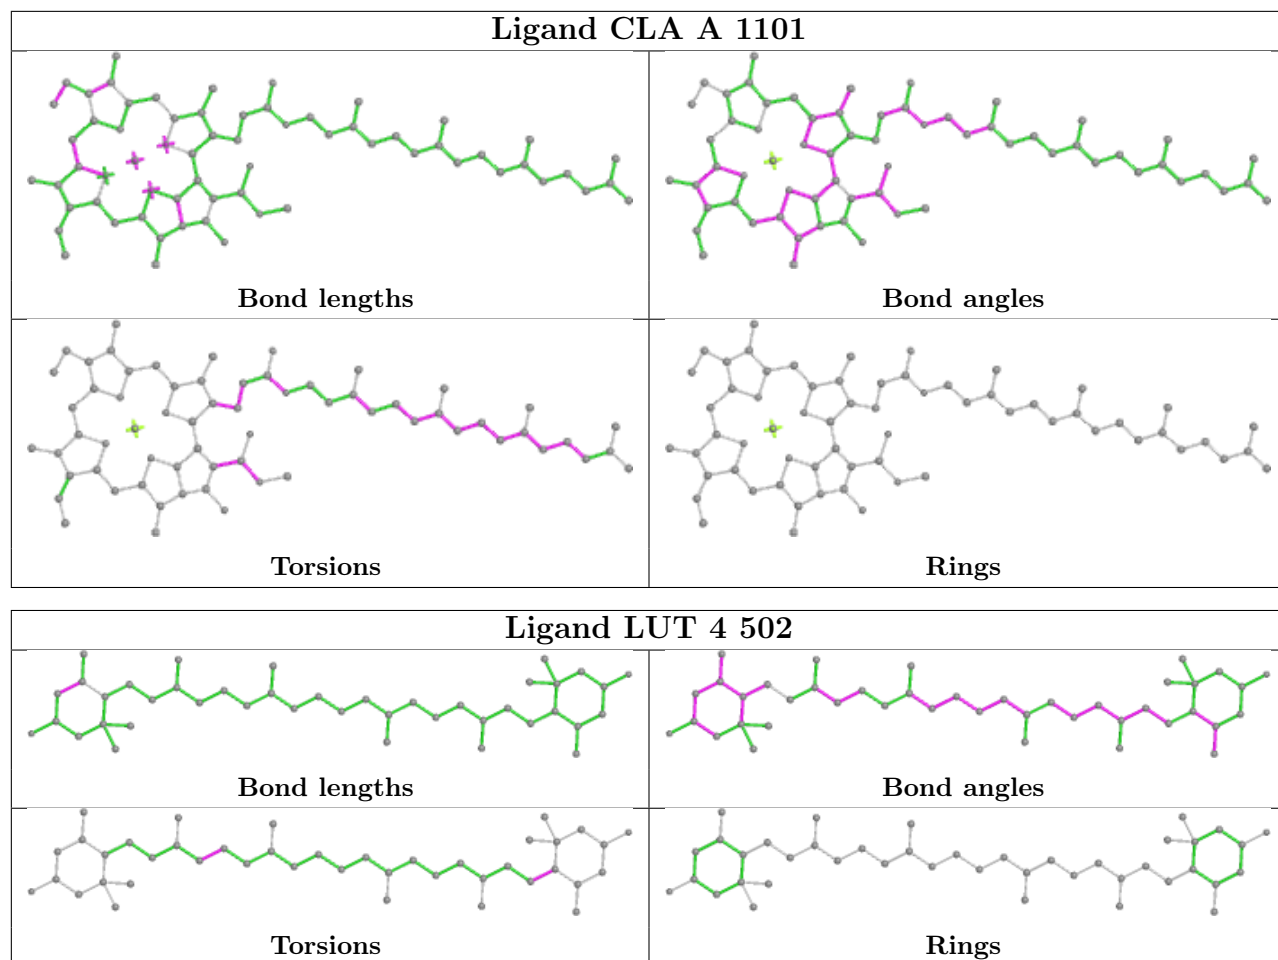 Ligand CLA A 1101
Bond lengths
Bond angles
Torsions
Rings
Ligand LUT 4 502
Bond lengths
Bond angles
Torsions
Rings